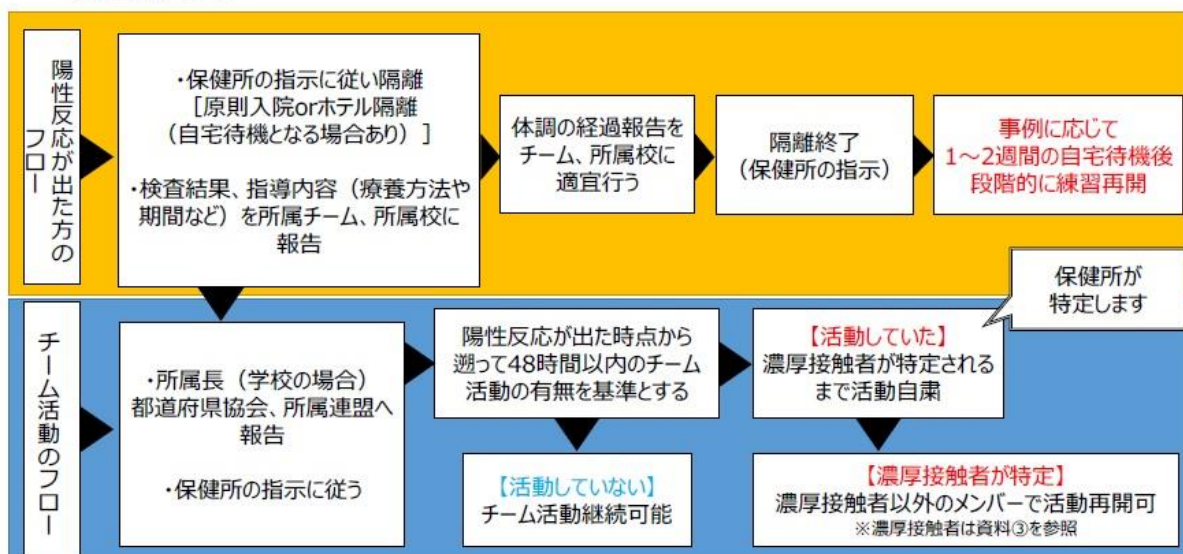 陽性反応が出た方の
フロー
・保健所の指示に従い隔離
［原則入院orホテル隔離
（自宅待機となる場合あり）］
・検査結果、指導内容（療養方法や
期間など）を所属チーム、所属校に
報告
体調の経過報告を
チーム、所属校に
適宜行う
隔離終了
（保健所の指示）
事例に応じて
1～2週間の自宅待機後
段階的に練習再開
チーム活動のフロー
・所属長（学校の場合）
都道府県協会、所属連盟へ
報告
・保健所の指示に従う
陽性反応が出た時点から
遡って48時間以内のチーム
活動の有無を基準とする
【活動していない】
チーム活動継続可能
【活動していた】
濃厚接触者が特定される
まで活動自粛
保健所が
特定します
【濃厚接触者が特定】
濃厚接触者以外のメンバーで活動再開可
※濃厚接触者は資料③を参照